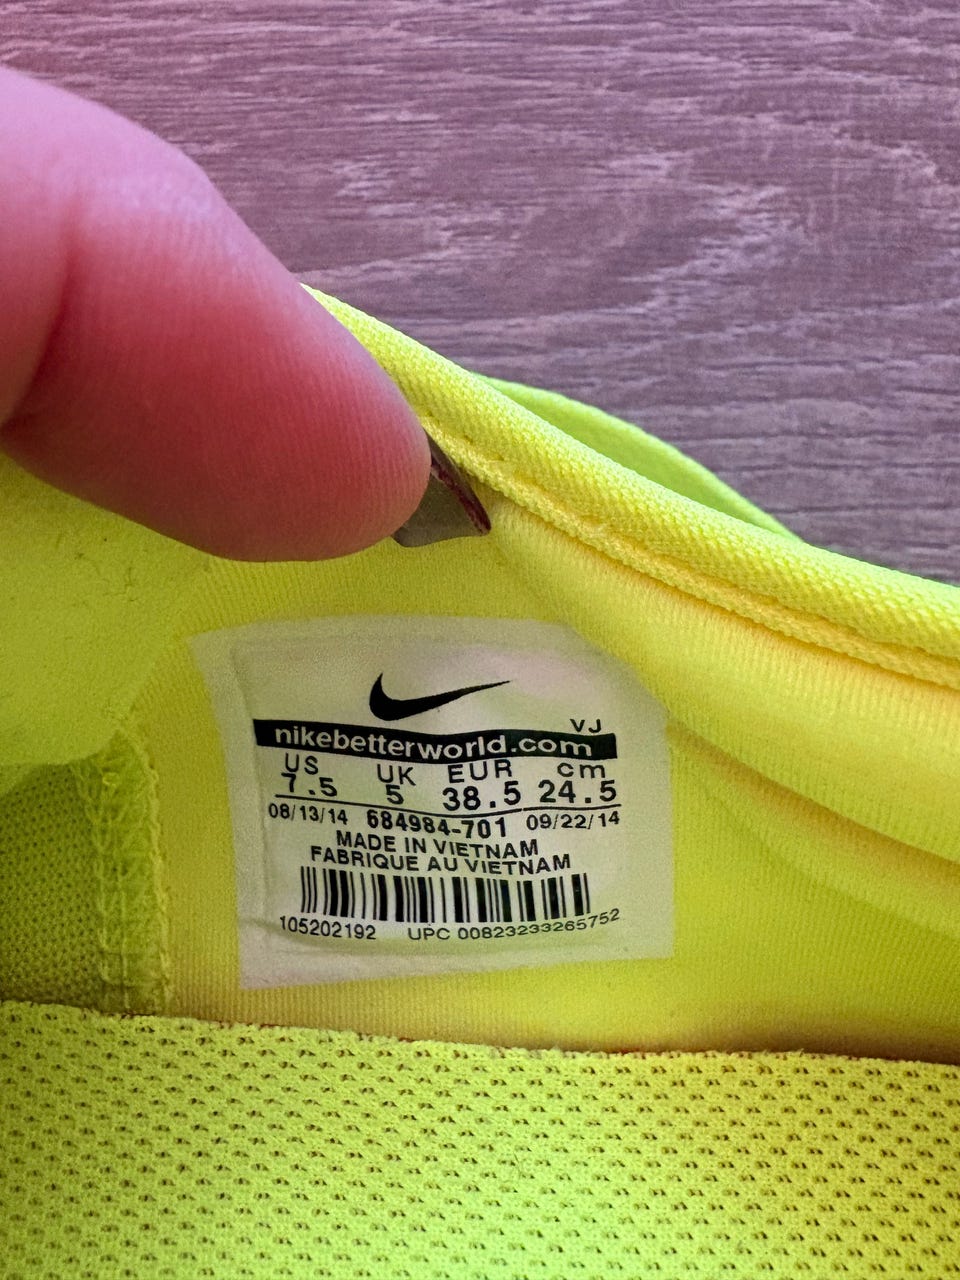 VJ
nikebetterworld.com
US UK EUR cm
7.5 5 38.5 24.5
08/13/14 684984-701 09/22/14
MADE IN VIETNAM
FABRIQUE AU VIETNAM
105202192 UPC 00823233265752